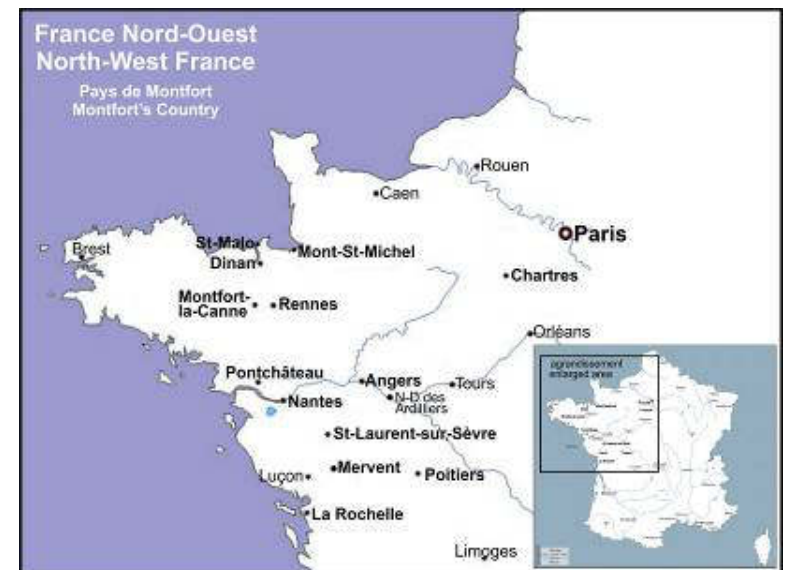 France Nord-Ouest
North-West France
Pays de Montfort
Montfort's Country
Rouen
Caen
Paris
Brest
St-Malo
Mont-St-Michel
Dinan
Chartres
Montfort-
la-Canne
Rennes
Orléans
agrandissement
enlarged area
Pontchâteau
Angers
Tours
N-D des
Ardilliers
Nantes
St-Laurent-sur-Sèvre
Mervent
Poitiers
Luçon
La Rochelle
Limoges